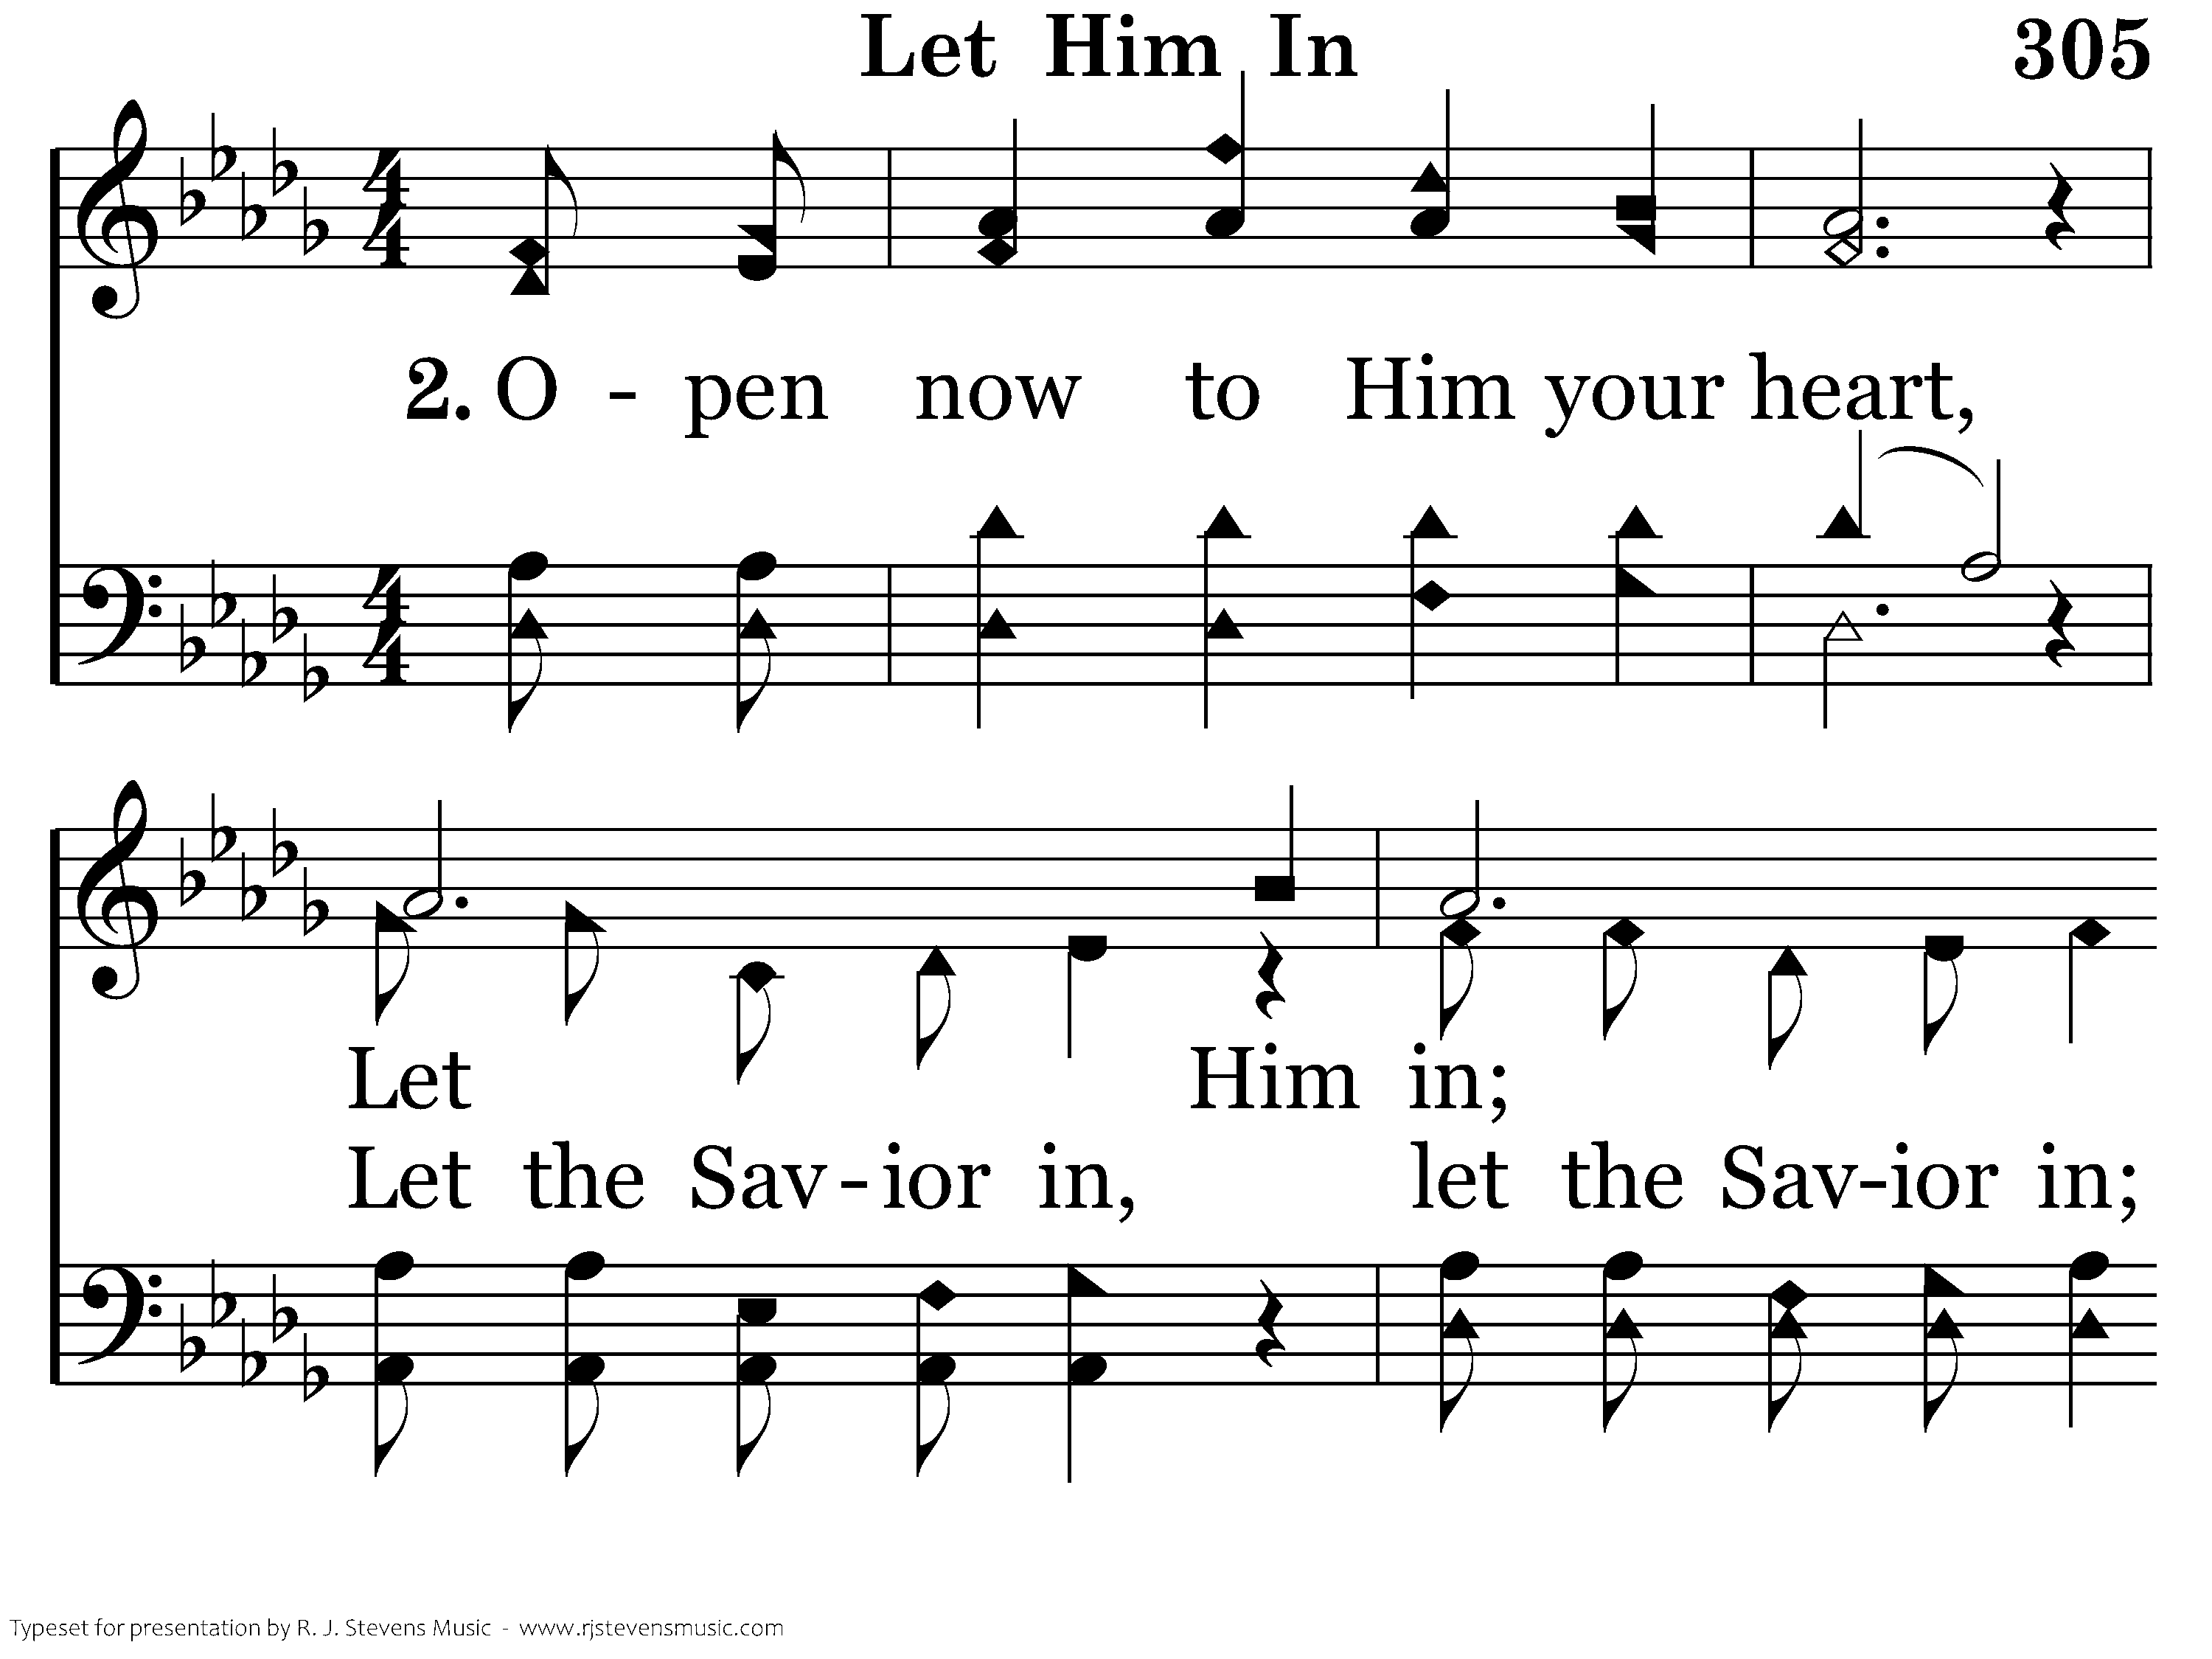 Let Him In 305
2. O - pen now to Him your heart,
Let Him in;
Let the Sav - ior in, let the Sav-ior in;
Typeset for presentation by R. J. Stevens Music - www.rjstevensmusic.com